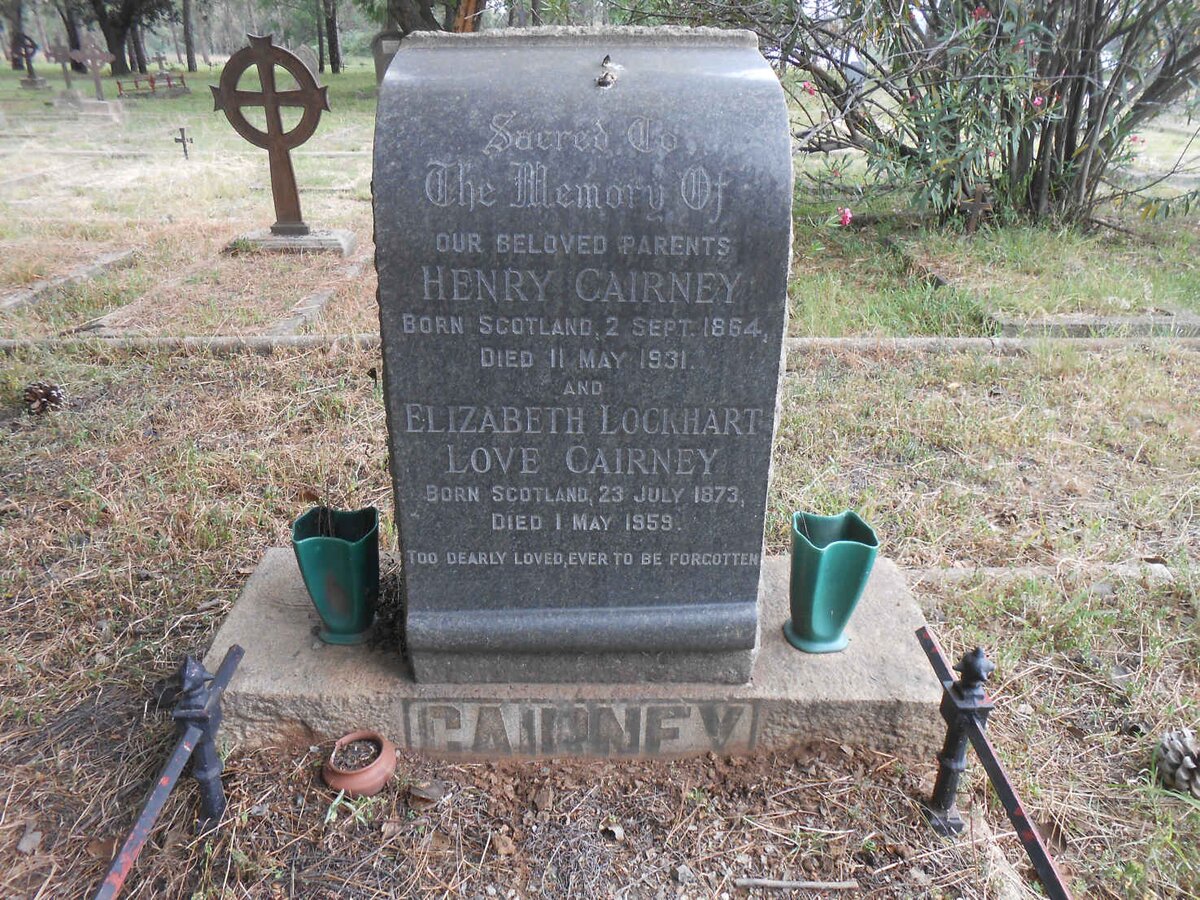 Sacred To
The Memory Of
OUR BELOVED PARENTS
HENRY CAIRNEY
BORN SCOTLAND, 2 SEPT. 1864,
DIED 11 MAY 1931.
AND
ELIZABETH LOCKHART
LOVE CAIRNEY
BORN SCOTLAND, 23 JULY 1873,
DIED 1 MAY 1959.
TOO DEARLY LOVED, EVER TO BE FORGOTTEN
CAIRNEY